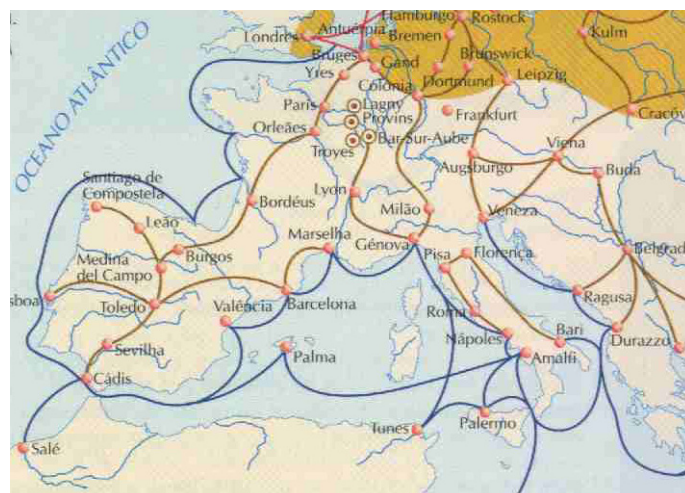 Hamburgo
Rostock
Antuérpia
Londres
Bremen
Kulm
Bruges
Gand
Brunswick
Yres
Colónia
Dortmund
Leipzig
OCEANO ATLÂNTICO
Paris
Lagny
Provins
Frankfurt
Cracóv
Orleães
Troyes
Bar-Sur-Aube
Viena
Augsburgo
Buda
Santiago de
Compostela
Lyon
Bordéus
Milão
Veneza
Leão
Marselha
Génova
Burgos
Florença
Belgrad
Medina
del Campo
Pisa
sboa
Toledo
Valência
Barcelona
Roma
Ragusa
Nápoles
Bari
Durazzo
Sevilha
Palma
Amalfi
Cádis
Palermo
Tunes
Salé